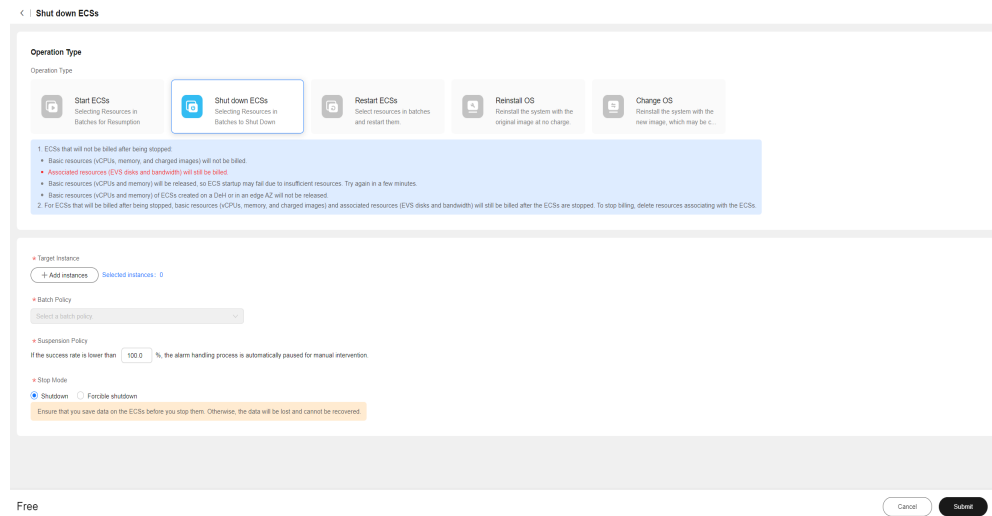 Shut down ECSs
Operation Type
Operation Type
Start ECSs
Selecting Resources in
Batches for Resumption
Shut down ECSs
Selecting Resources in
Batches to Shut Down
Restart ECSs
Select resources in batches
and restart them.
Reinstall OS
Reinstall the system with the
original image at no charge.
Change OS
Reinstall the system with the
new image, which may be c...
1. ECSs that will not be billed after being stopped:
Basic resources (vCPUs, memory, and charged images) will not be billed.
Associated resources (EVS disks and bandwidth) will still be billed.
Basic resources (vCPUs and memory) will be released, so ECS startup may fail due to insufficient resources. Try again in a few minutes.
Basic resources (vCPUs and memory) of ECSs created on a DeH or in an edge AZ will not be released.
2. For ECSs that will be billed after being stopped, basic resources (vCPUs, memory, and charged images) and associated resources (EVS disks and bandwidth) will still be billed after the ECSs are stopped. To stop billing, delete resources associating with the ECSs.
* Target Instance
+ Add instances Selected instances: 0
* Batch Policy
Select a batch policy.
* Suspension Policy
If the success rate is lower than 100.0 %, the alarm handling process is automatically paused for manual intervention.
* Stop Mode
Shutdown Forcible shutdown
Ensure that you save data on the ECSs before you stop them. Otherwise, the data will be lost and cannot be recovered.
Free
Cancel Submit